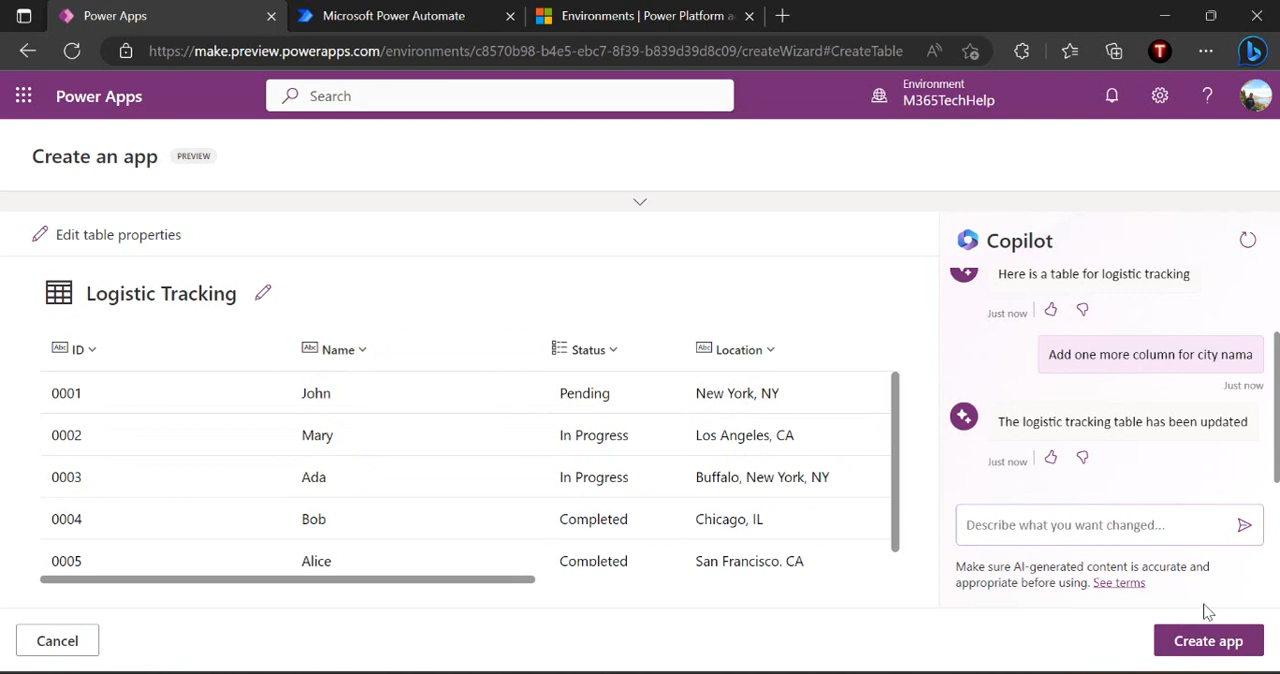 Power Apps
Microsoft Power Automate
Environments | Power Platform a
https://make.preview.powerapps.com/environments/c8570b98-b4e5-ebc7-8f39-b839d39d8c09/createWizard#CreateTable
T
Power Apps
Search
Environment
M365TechHelp
Create an app PREVIEW
Edit table properties
Logistic Tracking
Abc ID Abc Name Status Abc Location
0001 John Pending New York, NY
0002 Mary In Progress Los Angeles, CA
0003 Ada In Progress Buffalo, New York, NY
0004 Bob Completed Chicago, IL
0005 Alice Completed San Francisco, CA
Copilot
Here is a table for logistic tracking
Just now
Add one more column for city nama
Just now
The logistic tracking table has been updated
Just now
Describe what you want changed...
Make sure AI-generated content is accurate and
appropriate before using. See terms
Cancel
Create app